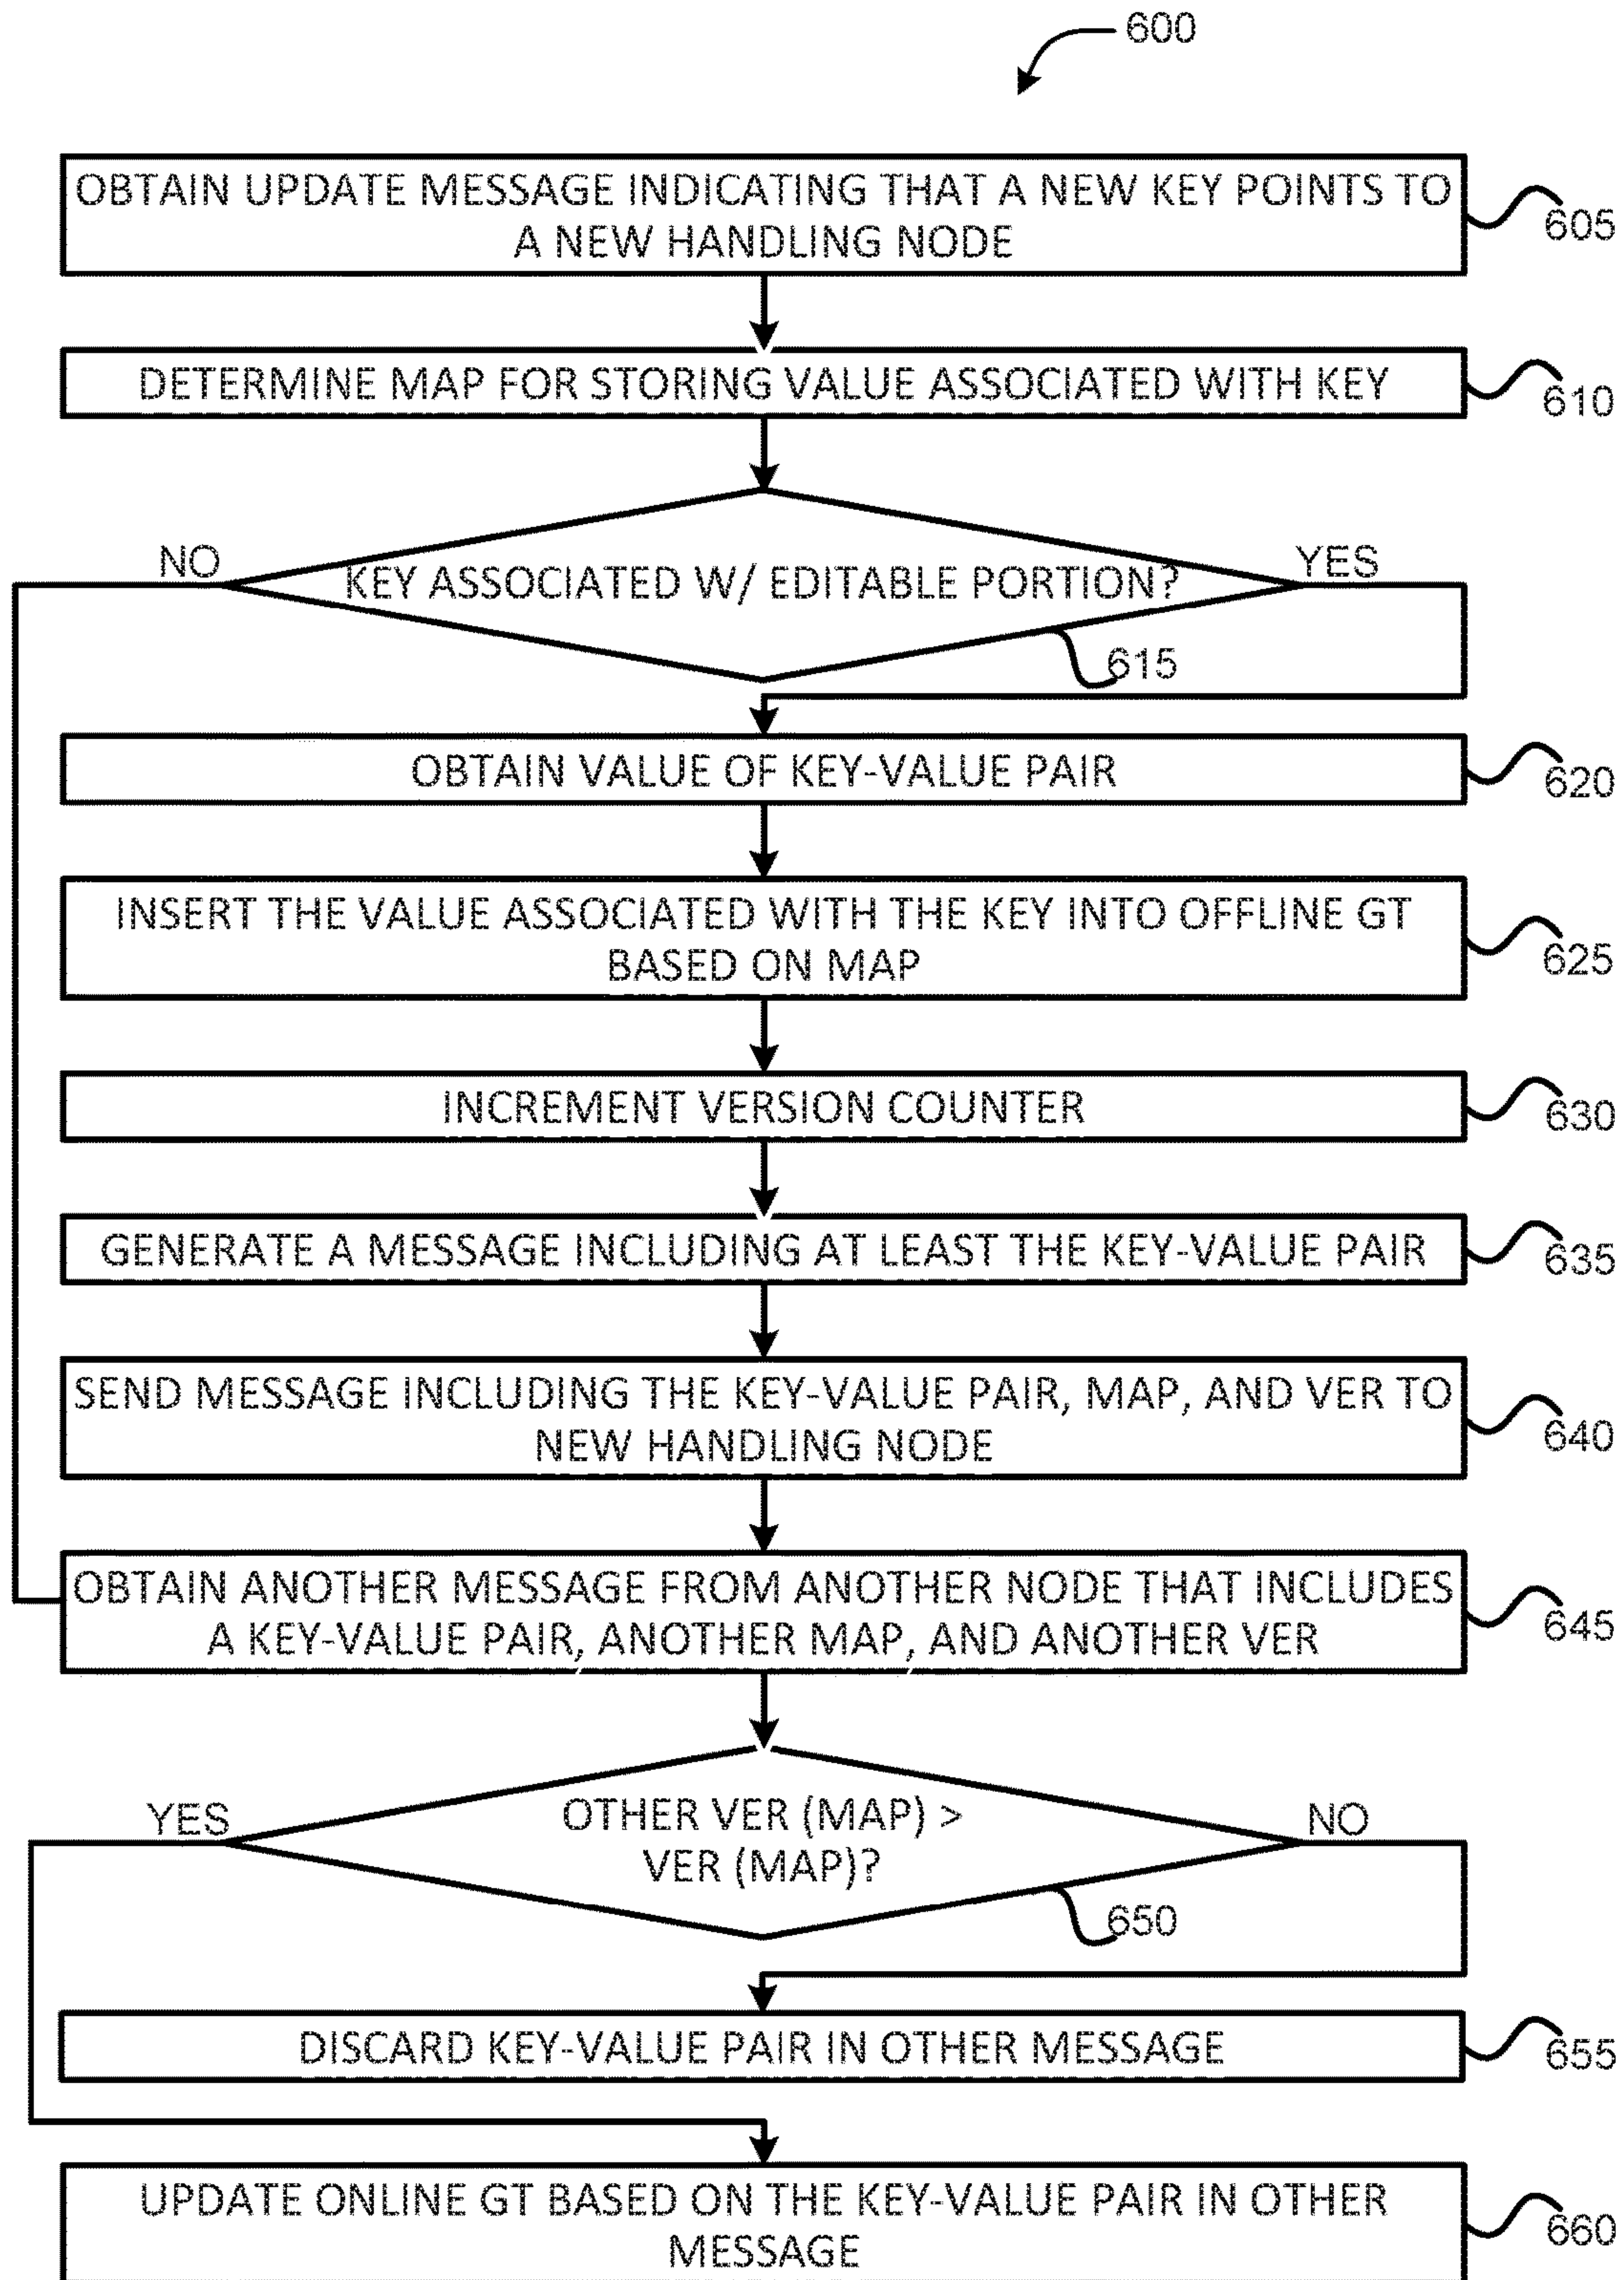 600
OBTAIN UPDATE MESSAGE INDICATING THAT A NEW KEY POINTS TO
A NEW HANDLING NODE
605
DETERMINE MAP FOR STORING VALUE ASSOCIATED WITH KEY
610
NO
KEY ASSOCIATED W/ EDITABLE PORTION?
YES
615
OBTAIN VALUE OF KEY-VALUE PAIR
620
INSERT THE VALUE ASSOCIATED WITH THE KEY INTO OFFLINE GT
BASED ON MAP
625
INCREMENT VERSION COUNTER
630
GENERATE A MESSAGE INCLUDING AT LEAST THE KEY-VALUE PAIR
635
SEND MESSAGE INCLUDING THE KEY-VALUE PAIR, MAP, AND VER TO
NEW HANDLING NODE
640
OBTAIN ANOTHER MESSAGE FROM ANOTHER NODE THAT INCLUDES
A KEY-VALUE PAIR, ANOTHER MAP, AND ANOTHER VER
645
YES
OTHER VER (MAP) >
VER (MAP)?
NO
650
DISCARD KEY-VALUE PAIR IN OTHER MESSAGE
655
UPDATE ONLINE GT BASED ON THE KEY-VALUE PAIR IN OTHER
MESSAGE
660